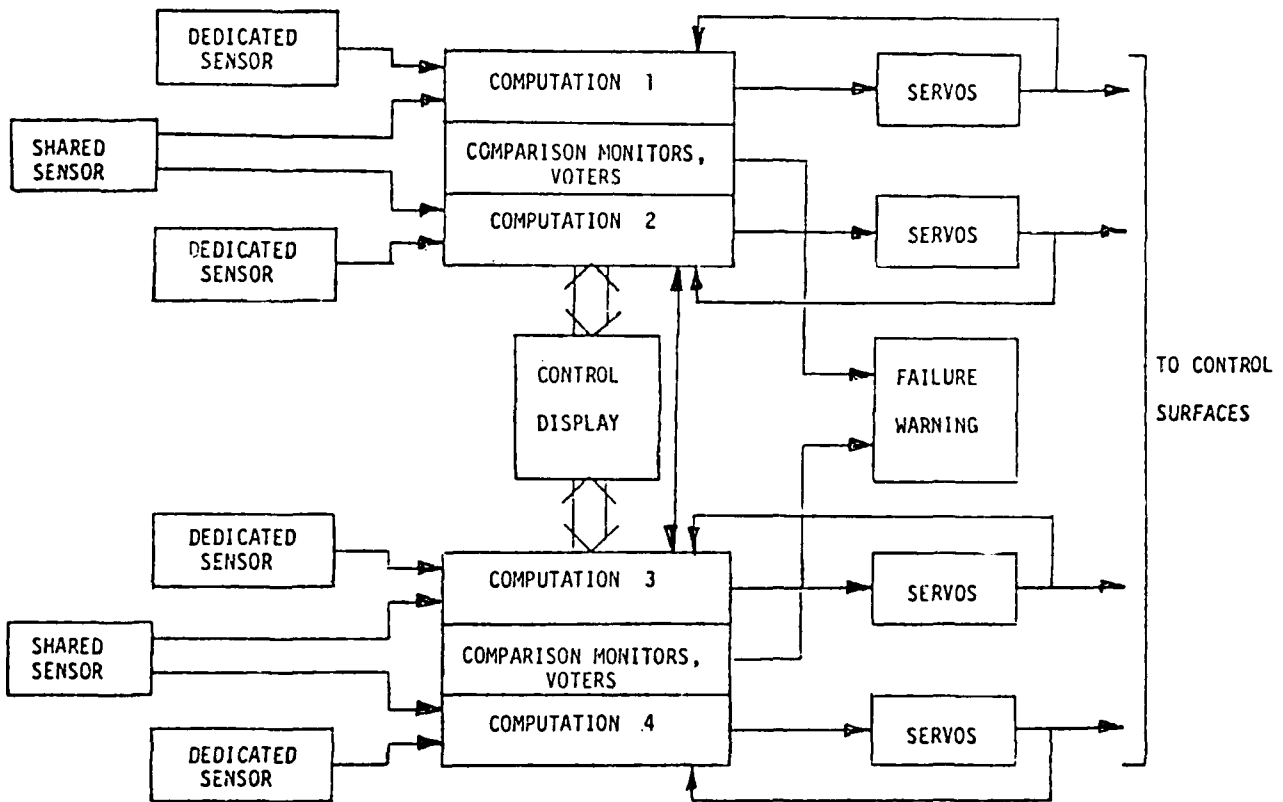 DEDICATED
SENSOR
COMPUTATION 1
SERVOS
SHARED
SENSOR
COMPARISON MONITORS,
VOTERS
COMPUTATION 2
SERVOS
DEDICATED
SENSOR
CONTROL
DISPLAY
FAILURE
WARNING
TO CONTROL
SURFACES
DEDICATED
SENSOR
COMPUTATION 3
SERVOS
SHARED
SENSOR
COMPARISON MONITORS,
VOTERS
COMPUTATION 4
SERVOS
DEDICATED
SENSOR